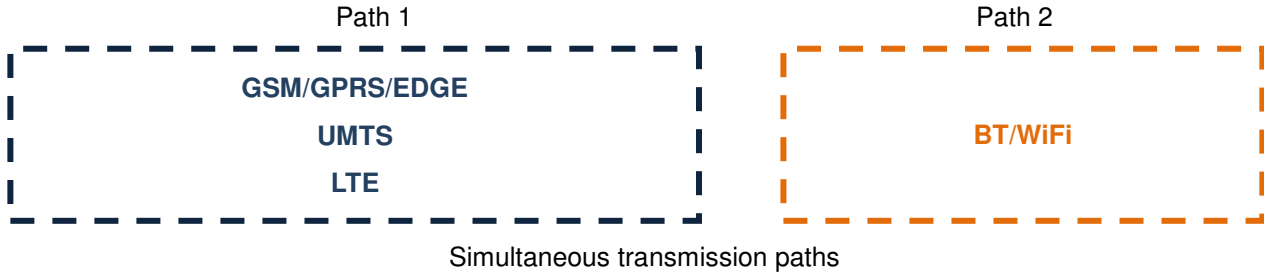 Path 1
Path 2
GSM/GPRS/EDGE
UMTS
LTE
BT/WiFi
Simultaneous transmission paths